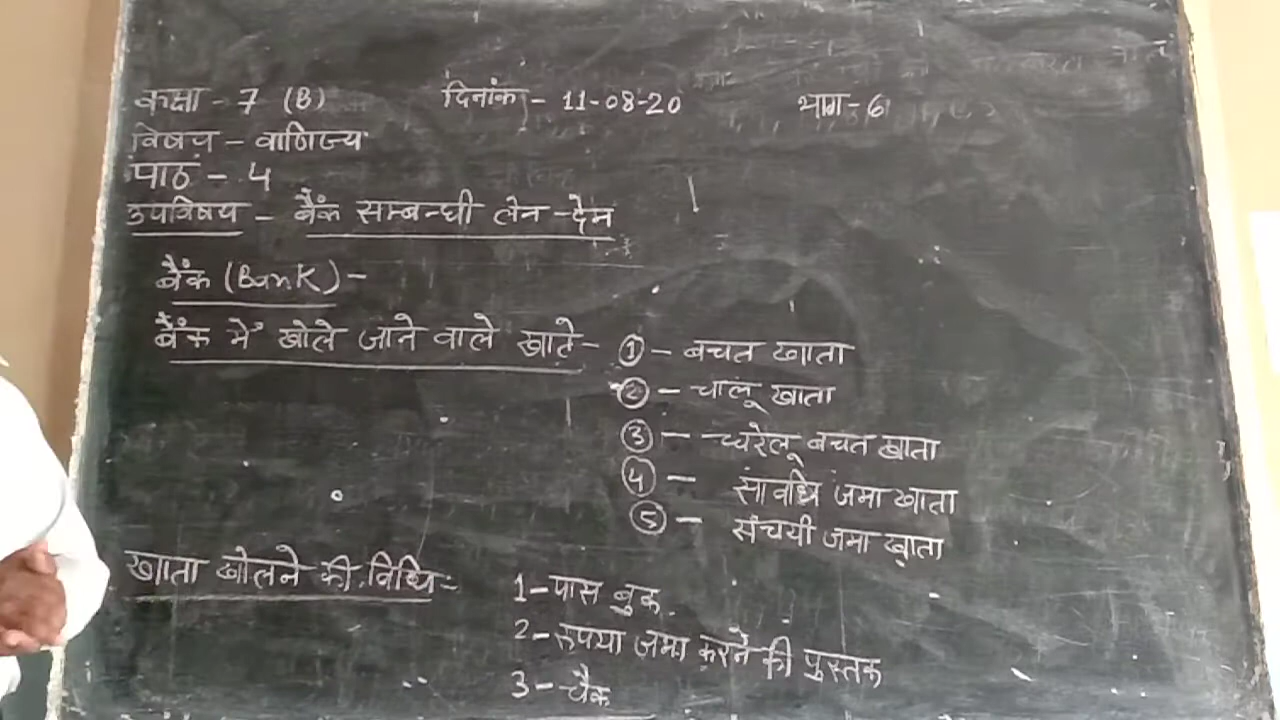 कक्षा - 7 (B) दिनांक - 11-08-20 भाग - 6
विषय - वाणिज्य
पाठ - 4
उपविषय - बैंक सम्बन्धी लेन-देन
बैंक (Bank) -
बैंक में खोले जाने वाले खाते - ① - बचत खाता
② - चालू खाता
③ - घरेलू बचत खाता
④ - सावधि जमा खाता
⑤ - संचयी जमा खाता
खाता खोलने की विधि - 1 - पास बुक
2 - रुपया जमा करने की पुस्तक
3 - चैक